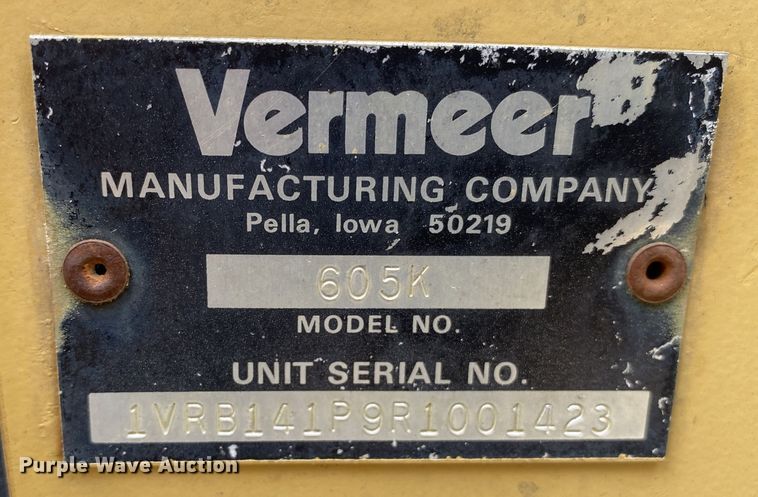 Vermeer
MANUFACTURING COMPANY
Pella, Iowa 50219
605K
MODEL NO.
UNIT SERIAL NO.
1VRB141P9R1001423
Purple Wave Auction